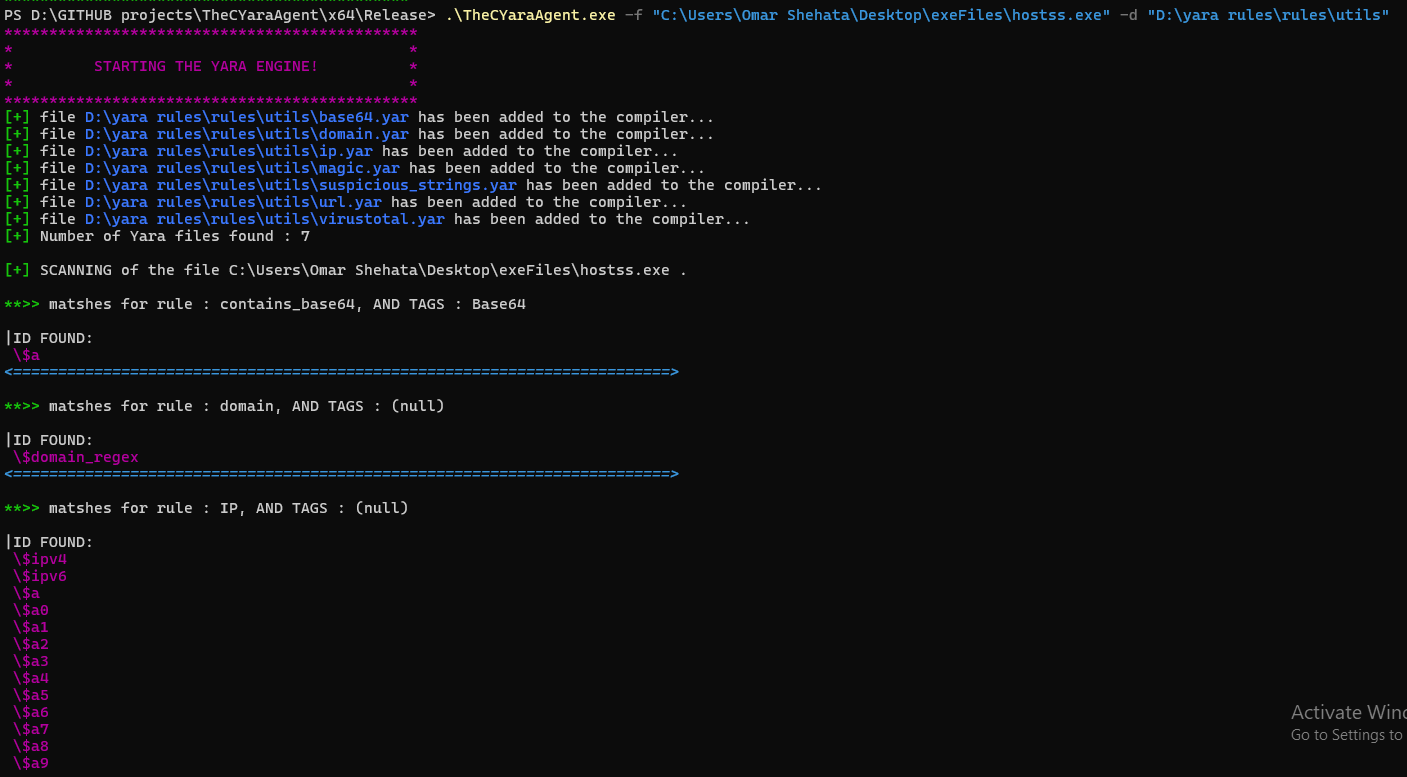 PS D:\GITHUB projects\TheCYaraAgent\x64\Release> .\TheCYaraAgent.exe -f "C:\Users\Omar Shehata\Desktop\exeFiles\hostss.exe" -d "D:\yara rules\rules\utils"
**********************************************
*                                            *
*         STARTING THE YARA ENGINE!          *
*                                            *
**********************************************
[+] file D:\yara rules\rules\utils\base64.yar has been added to the compiler...
[+] file D:\yara rules\rules\utils\domain.yar has been added to the compiler...
[+] file D:\yara rules\rules\utils\ip.yar has been added to the compiler...
[+] file D:\yara rules\rules\utils\magic.yar has been added to the compiler...
[+] file D:\yara rules\rules\utils\suspicious_strings.yar has been added to the compiler...
[+] file D:\yara rules\rules\utils\url.yar has been added to the compiler...
[+] file D:\yara rules\rules\utils\virustotal.yar has been added to the compiler...
[+] Number of Yara files found : 7
[+] SCANNING of the file C:\Users\Omar Shehata\Desktop\exeFiles\hostss.exe .
**>> matshes for rule : contains_base64, AND TAGS : Base64
|ID FOUND:
\$a
<=========================================================================>
**>> matshes for rule : domain, AND TAGS : (null)
|ID FOUND:
\$domain_regex
<=========================================================================>
**>> matshes for rule : IP, AND TAGS : (null)
|ID FOUND:
\$ipv4
\$ipv6
\$a
\$a0
\$a1
\$a2
\$a3
\$a4
\$a5
\$a6
\$a7
\$a8
\$a9
Activate Wind
Go to Settings to